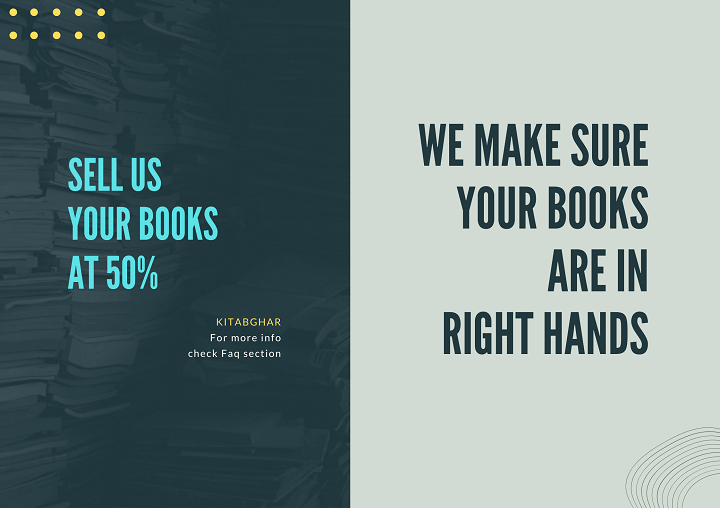 SELL US
YOUR BOOKS
AT 50%
KITABGHAR
For more info
check Faq section
WE MAKE SURE
YOUR BOOKS
ARE IN
RIGHT HANDS